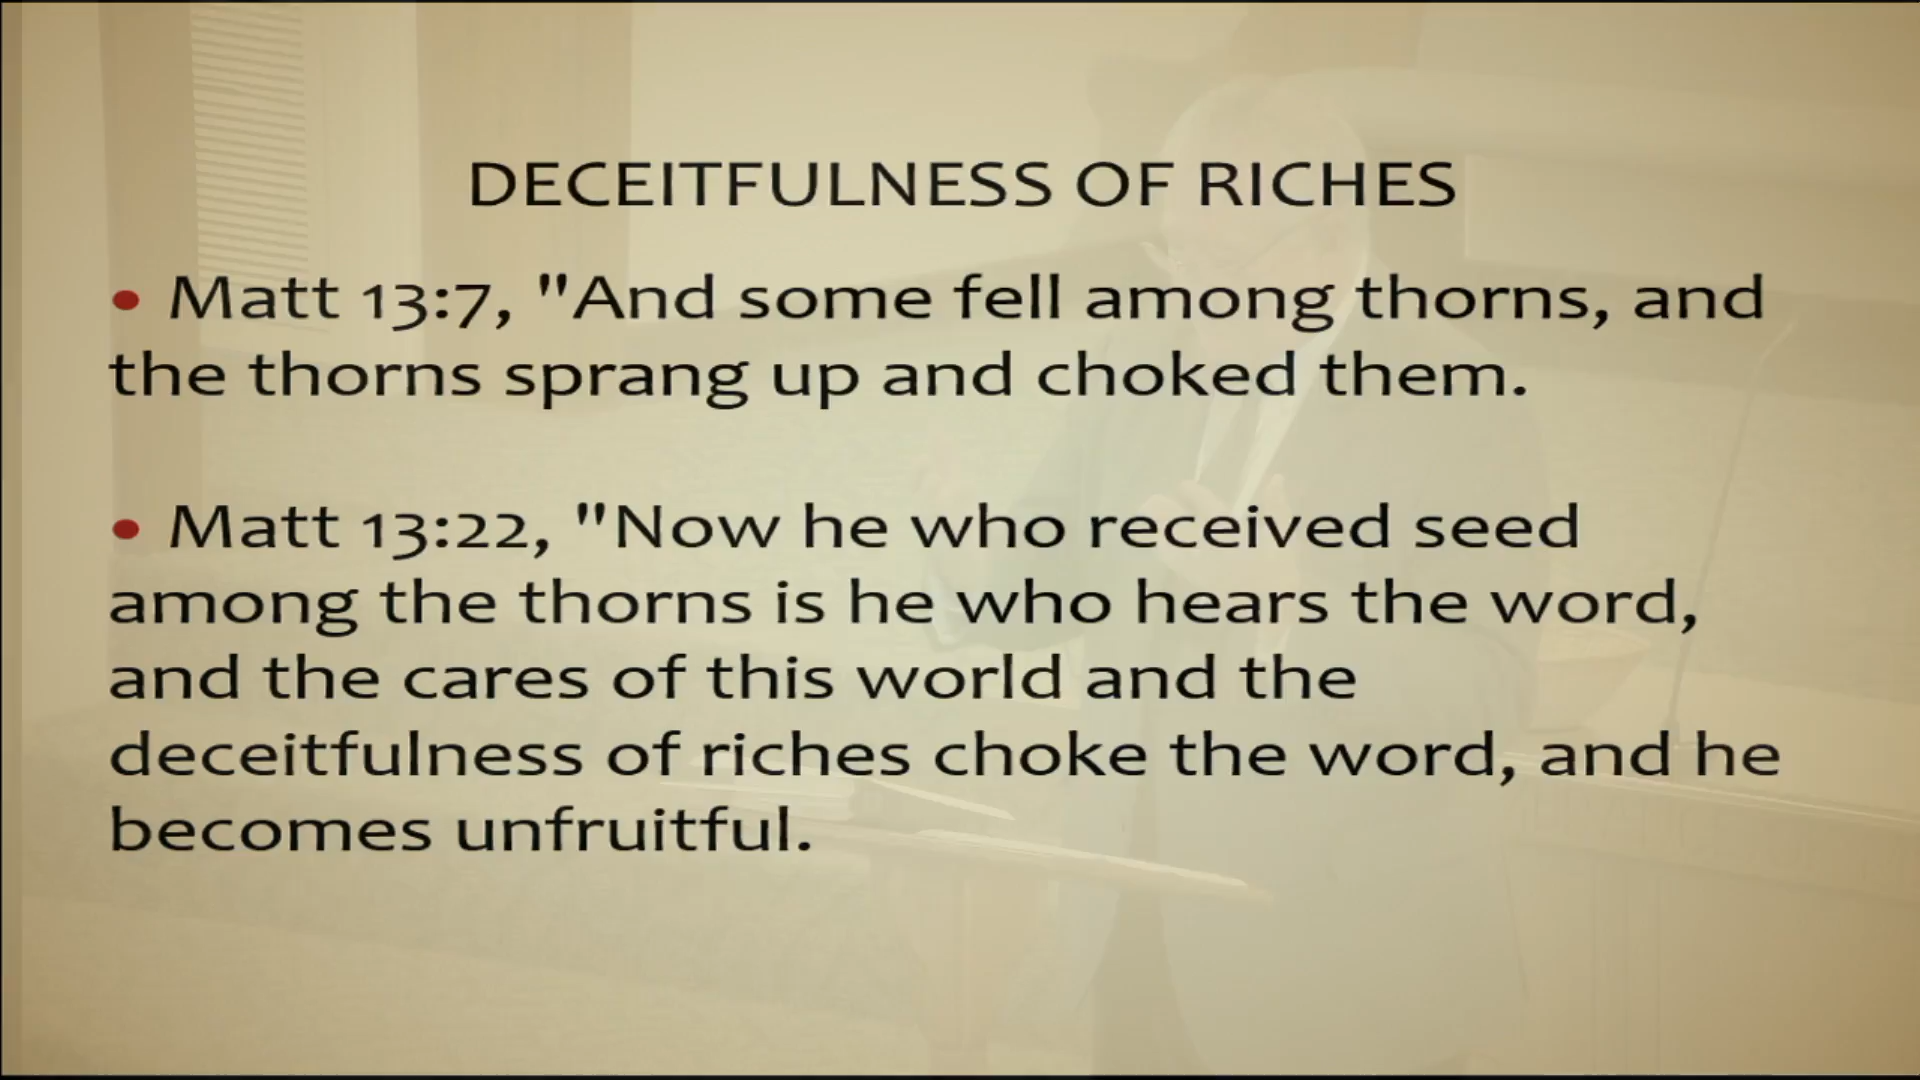 DECEITFULNESS OF RICHES
• Matt 13:7, "And some fell among thorns, and
the thorns sprang up and choked them.
• Matt 13:22, "Now he who received seed
among the thorns is he who hears the word,
and the cares of this world and the
deceitfulness of riches choke the word, and he
becomes unfruitful.